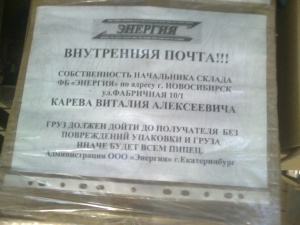 ЭНЕРГИЯ
ВНУТРЕННЯЯ ПОЧТА!!!
СОБСТВЕННОСТЬ НАЧАЛЬНИКА СКЛАДА
ФБ «ЭНЕРГИЯ» по адресу г. НОВОСИБИРСК
ул.ФАБРИЧНАЯ 10/1
КАРЕВА ВИТАЛИЯ АЛЕКСЕЕВИЧА
ГРУЗ ДОЛЖЕН ДОЙТИ ДО ПОЛУЧАТЕЛЯ БЕЗ
ПОВРЕЖДЕНИЙ УПАКОВКИ И ГРУЗА
ИНАЧЕ БУДЕТ ВСЕМ ПИПЕЦ.
Администрация ООО «Энергия» г.Екатеринбург